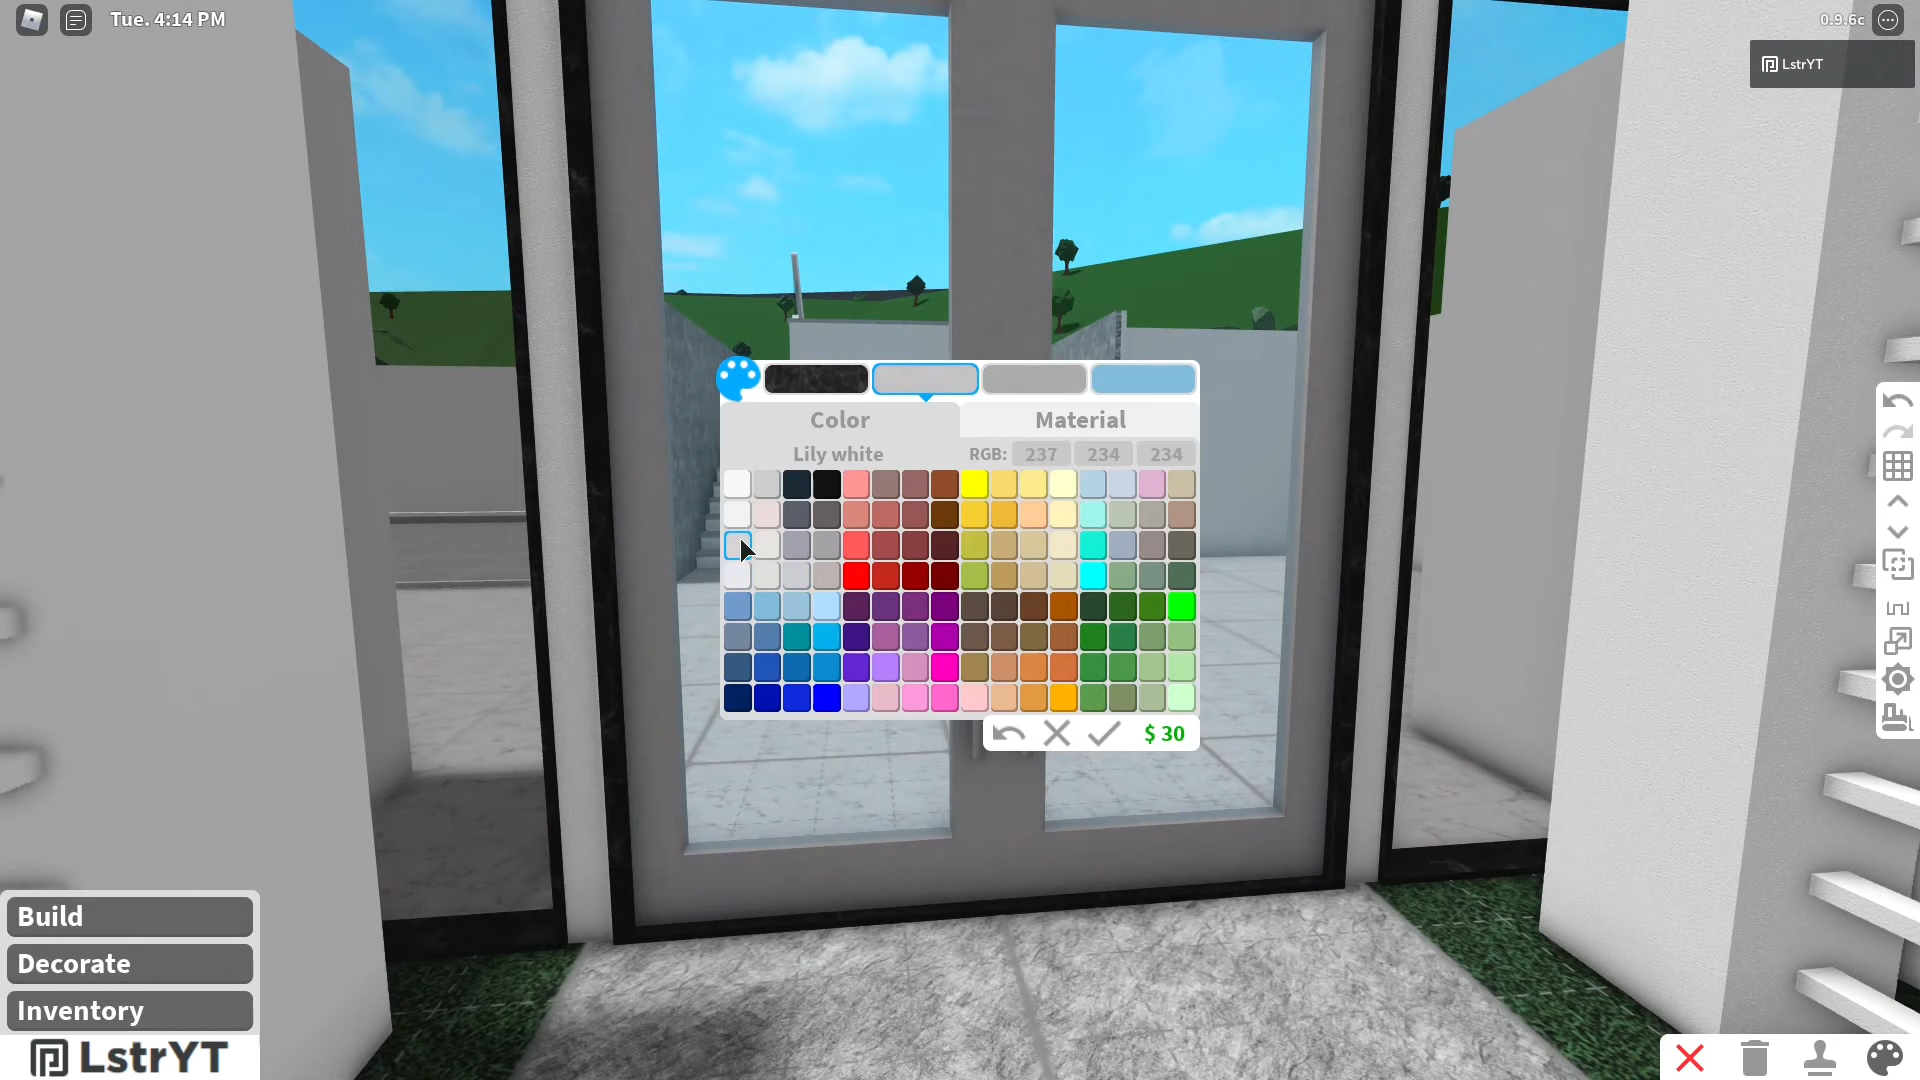 Tue. 4:14 PM
0.9.6c
LstrYT
Color
Material
Lily white
RGB: 237 234 234
$ 30
Build
Decorate
Inventory
LstrYT